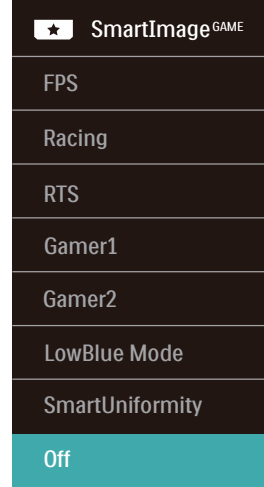 SmartImage GAME
FPS
Racing
RTS
Gamer1
Gamer2
LowBlue Mode
SmartUniformity
Off